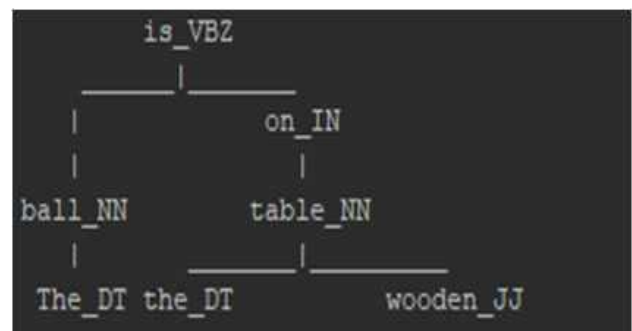 is_VBZ
on_IN
ball_NN table_NN
The_DT the_DT wooden_JJ